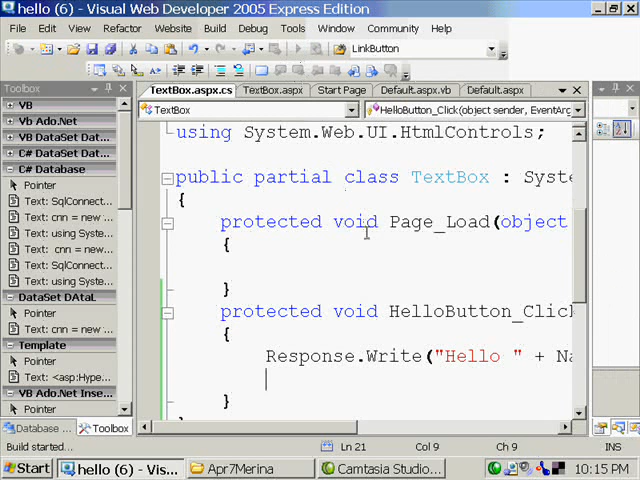 hello (6) - Visual Web Developer 2005 Express Edition
File Edit View Refactor Website Build Debug Tools Window Community Help
LinkButton
Toolbox
TextBox.aspx.cs TextBox.aspx Start Page Default.aspx.vb Default.aspx
TextBox
HelloButton_Click(object sender, EventArg
VB
Vb Ado.Net
VB DataSet Dat...
C# DataSet Dat...
C# Database
Pointer
Text: SqlConnect...
Text: cnn = new ...
Text: using Syste...
Text: cnn = new ...
Text: SqlConnect...
Text: using Syste...
DataSet DAtaL
Pointer
Text: cnn = new ...
Template
Pointer
Text: <asp:Hype...
VB Ado.Net Inse...
Pointer
Database ... Toolbox
using System.Web.UI.HtmlControls;
public partial class TextBox : Syste
{
protected void Page_Load(object
{
}
protected void HelloButton_Click
{
Response.Write("Hello " + Na
}
Build started... Ln 21 Col 9 Ch 9 INS
Start hello (6) - Vis... Apr7Merina Camtasia Studio... 10:15 PM